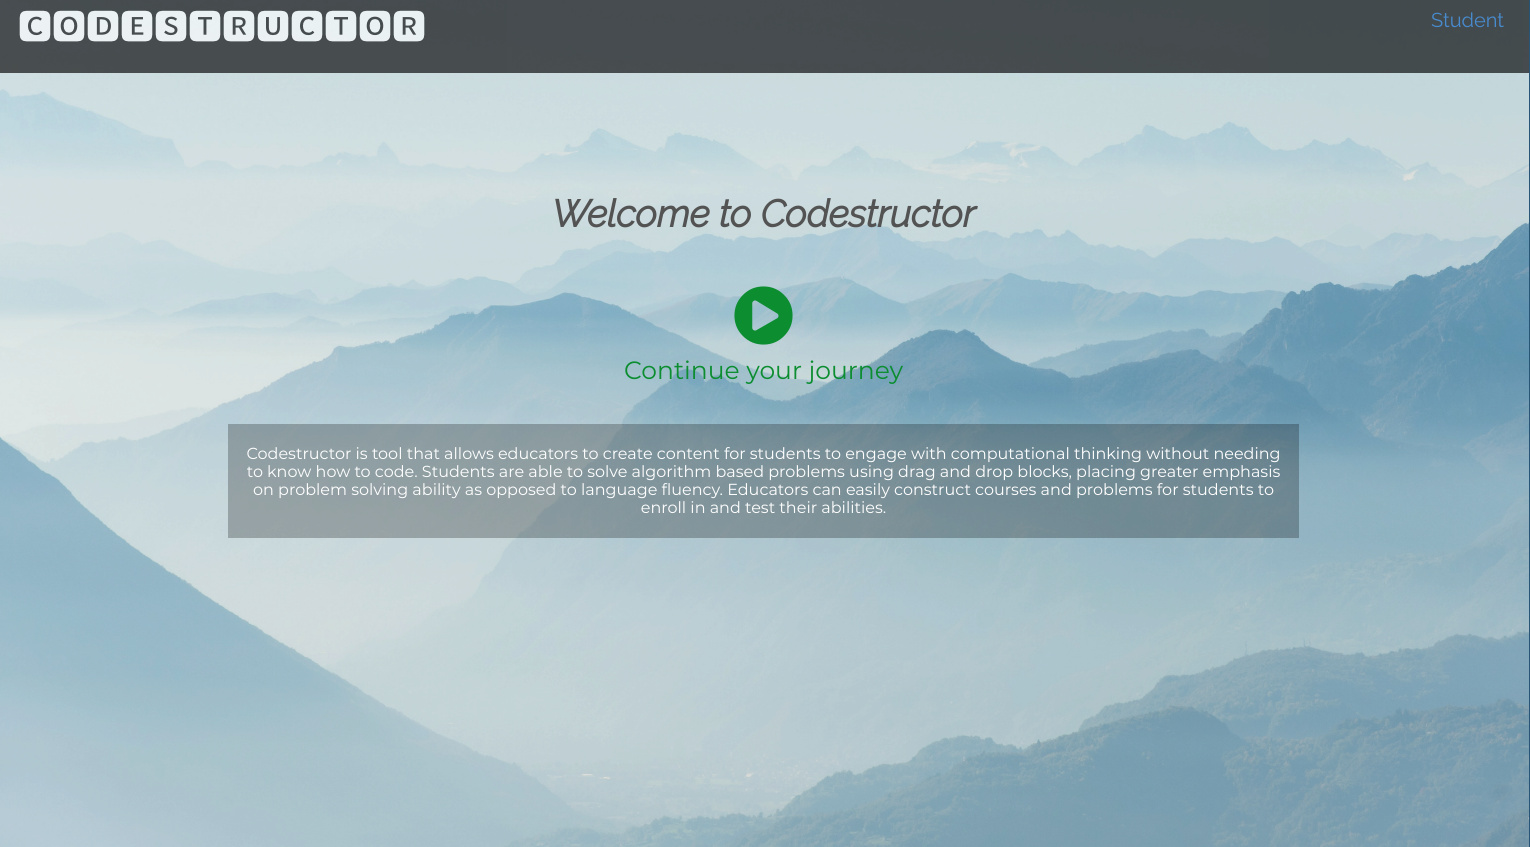 CODESTRUCTOR
Student
Welcome to Codestructor
Continue your journey
Codestructor is tool that allows educators to create content for students to engage with computational thinking without needing
to know how to code. Students are able to solve algorithm based problems using drag and drop blocks, placing greater emphasis
on problem solving ability as opposed to language fluency. Educators can easily construct courses and problems for students to
enroll in and test their abilities.